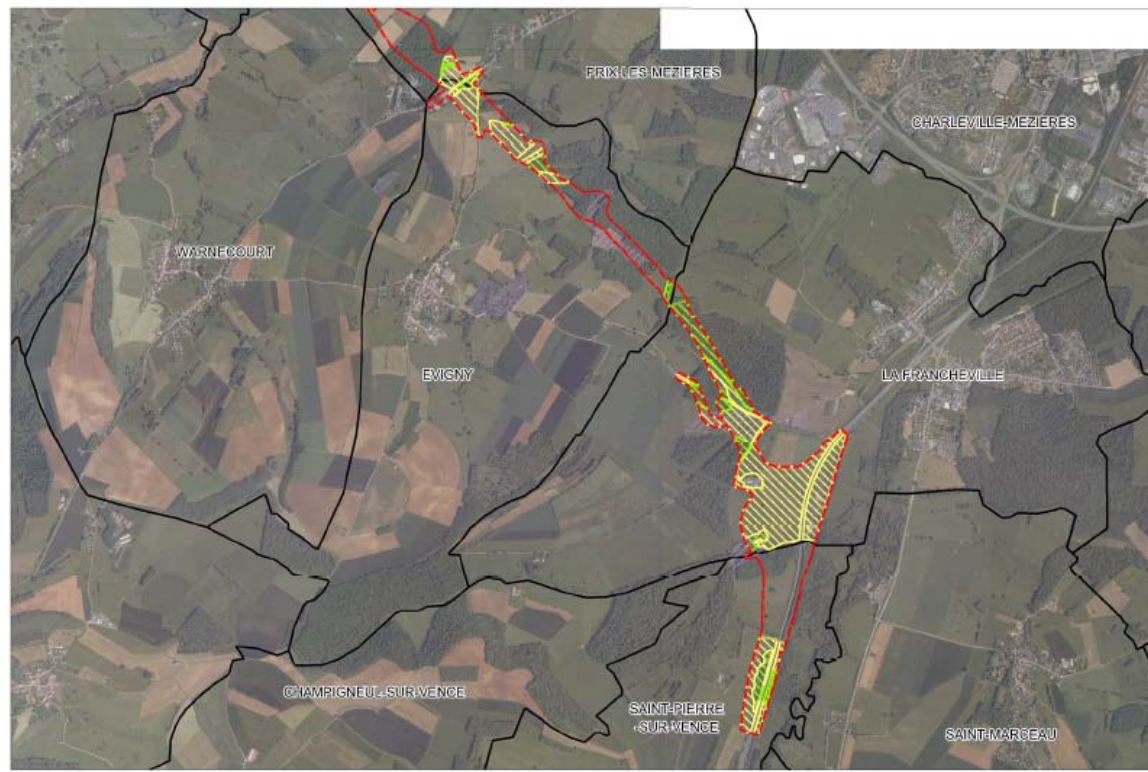 PRIX-LES-MEZIERES
CHARLEVILLE-MEZIERES
WARNECOURT
EVIGNY
LA FRANCHEVILLE
CHAMPIGNEUL-SUR-VENCE
SAINT-PIERRE
-SUR-VENCE
SAINT-MARCEAU